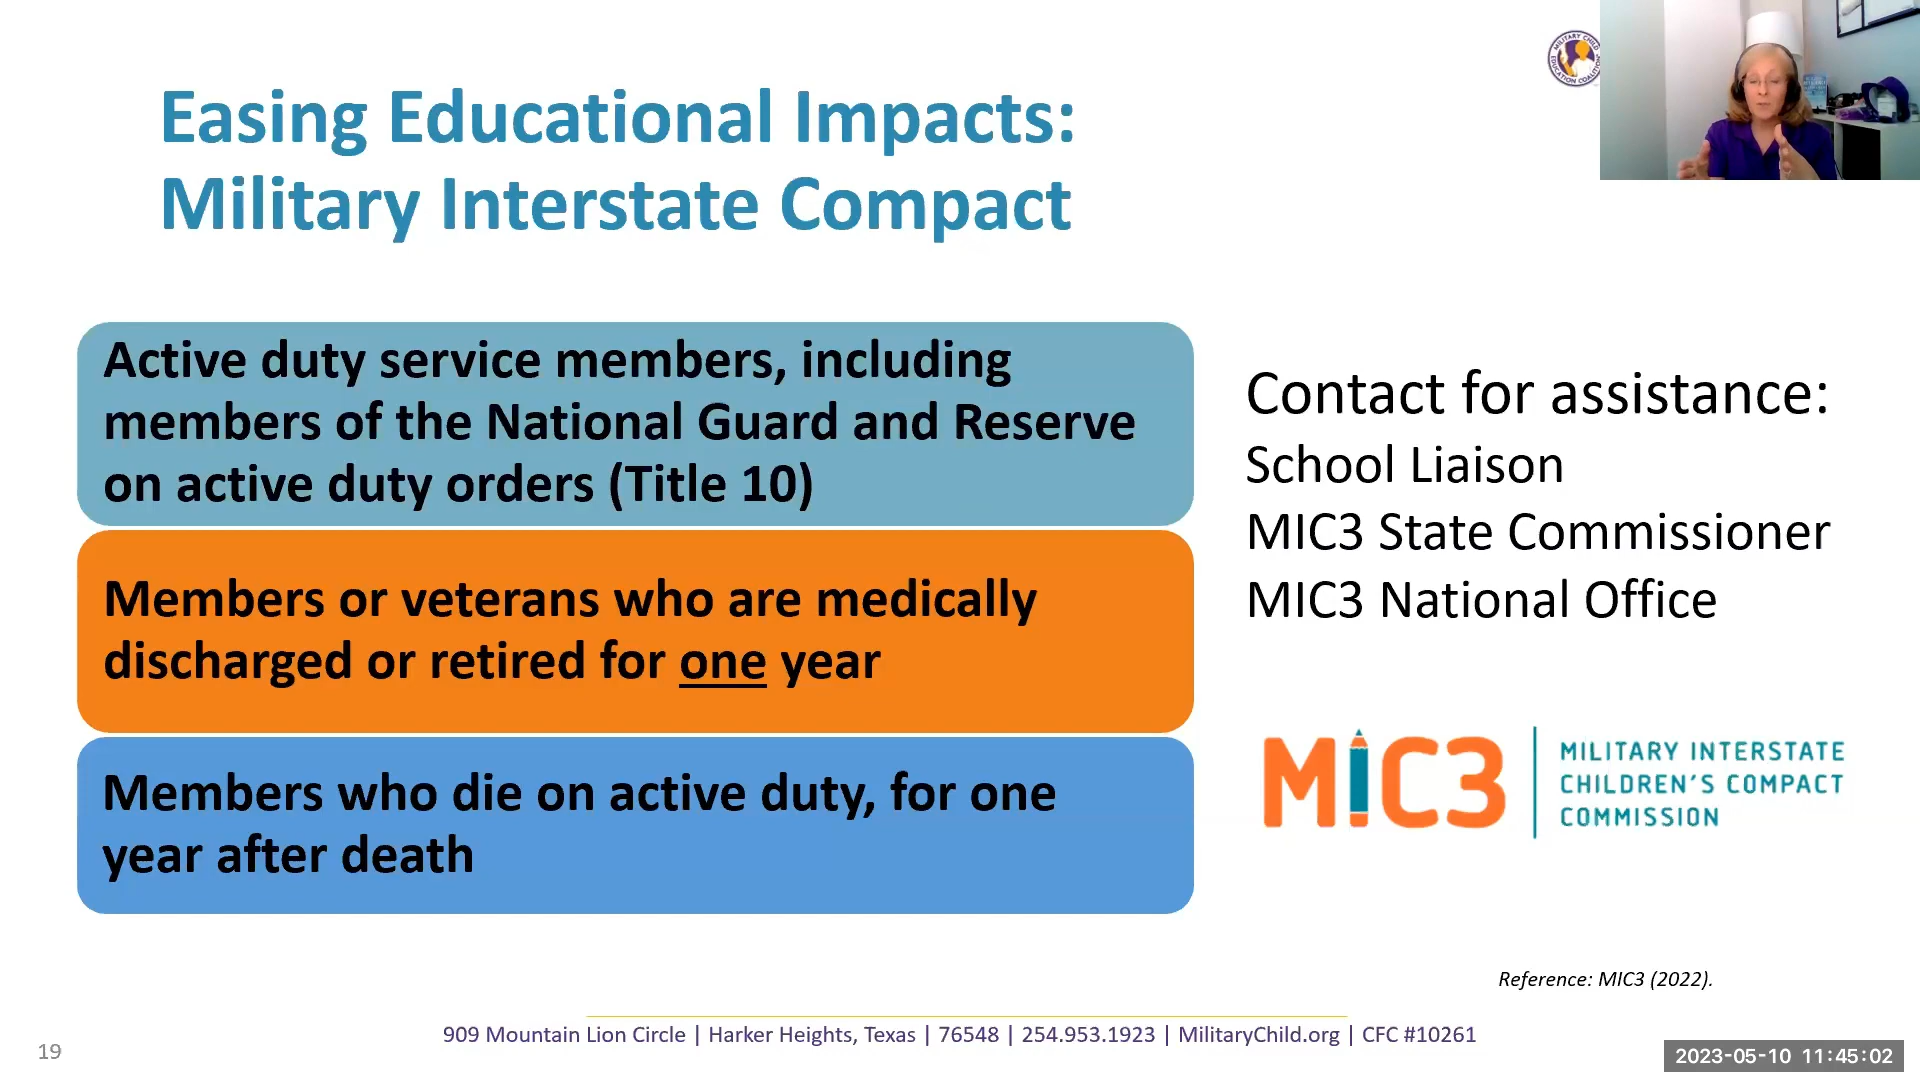 Easing Educational Impacts:
Military Interstate Compact
MILITARY CHILD
EDUCATION COALITION
Active duty service members, including
members of the National Guard and Reserve
on active duty orders (Title 10)
Members or veterans who are medically
discharged or retired for one year
Members who die on active duty, for one
year after death
Contact for assistance:
School Liaison
MIC3 State Commissioner
MIC3 National Office
MIC3
MILITARY INTERSTATE
CHILDREN'S COMPACT
COMMISSION
Reference: MIC3 (2022).
909 Mountain Lion Circle | Harker Heights, Texas | 76548 | 254.953.1923 | MilitaryChild.org | CFC #10261
19
2023-05-10 11:45:02